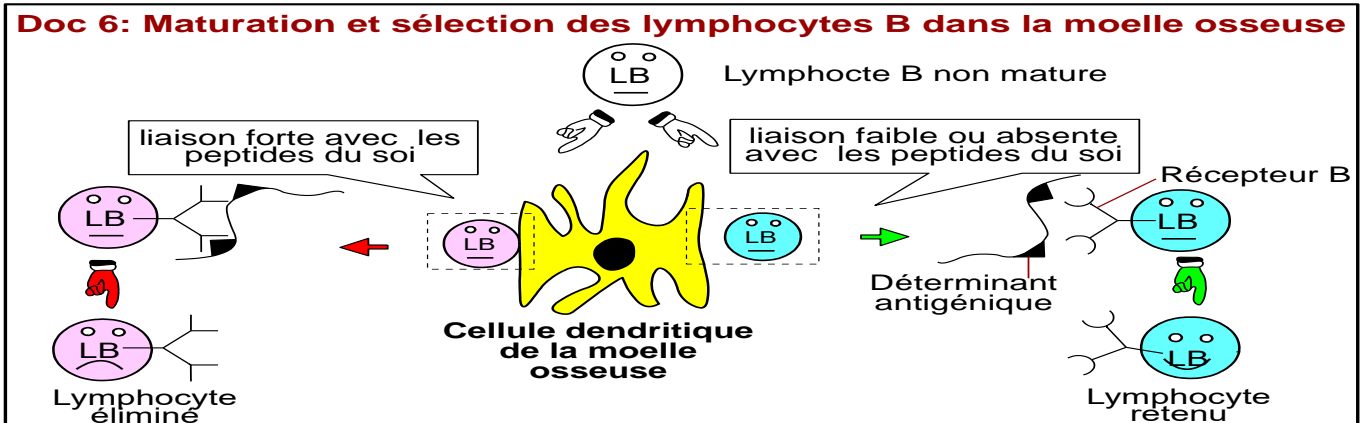 Doc 6: Maturation et sélection des lymphocytes B dans la moelle osseuse
LB
Lymphocte B non mature
liaison forte avec les
peptides du soi
liaison faible ou absente
avec les peptides du soi
Récepteur B
LB
LB
LB
LB
Déterminant
antigénique
Cellule dendritique
de la moelle
osseuse
LB
LB
Lymphocyte
éliminé
Lymphocyte
retenu